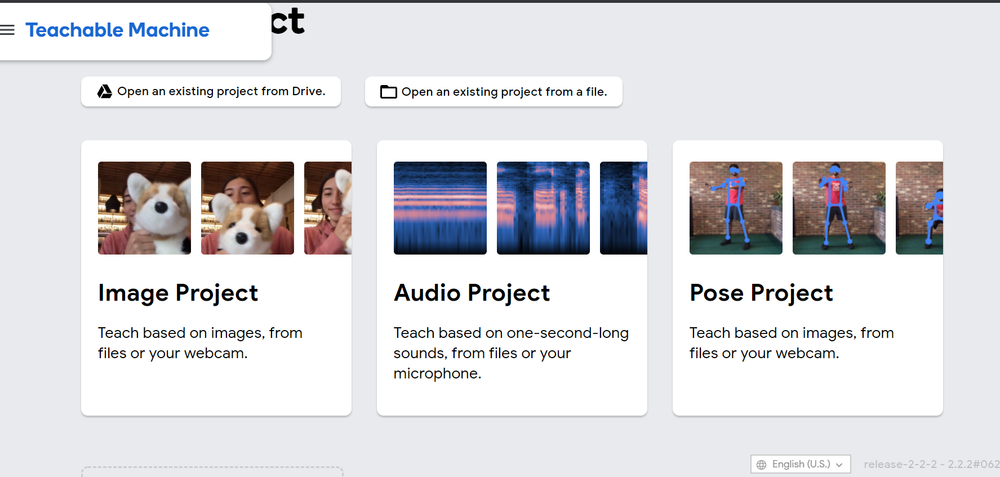 Teachable Machine
ct
Open an existing project from Drive.
Open an existing project from a file.
Image Project
Teach based on images, from
files or your webcam.
Audio Project
Teach based on one-second-long
sounds, from files or your
microphone.
Pose Project
Teach based on images, from
files or your webcam.
English (U.S.)
release-2-2-2 - 2.2.2#062